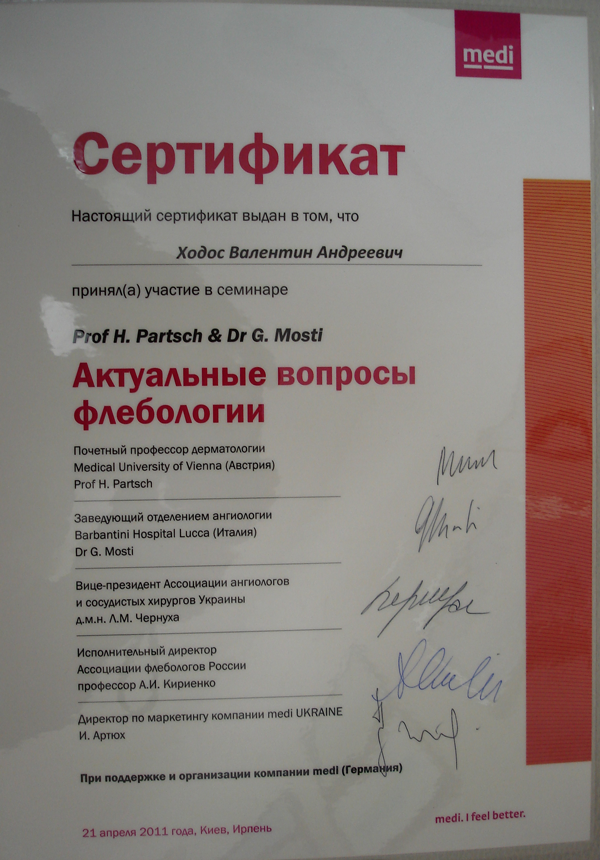 medi
Сертификат
Настоящий сертификат выдан в том, что
Ходос Валентин Андреевич
принял(а) участие в семинаре
Prof H. Partsch & Dr G. Mosti
Актуальные вопросы
флебологии
Почетный профессор дерматологии
Medical University of Vienna (Австрия)
Prof H. Partsch
Заведующий отделением ангиологии
Barbantini Hospital Lucca (Италия)
Dr G. Mosti
Вице-президент Ассоциации ангиологов
и сосудистых хирургов Украины
д.м.н. Л.М. Чернуха
Исполнительный директор
Ассоциации флебологов России
профессор А.И. Кириенко
Директор по маркетингу компании medi UKRAINE
И. Артюх
При поддержке и организации компании medi (Германия)
medi. I feel better.
21 апреля 2011 года, Киев, Ирпень